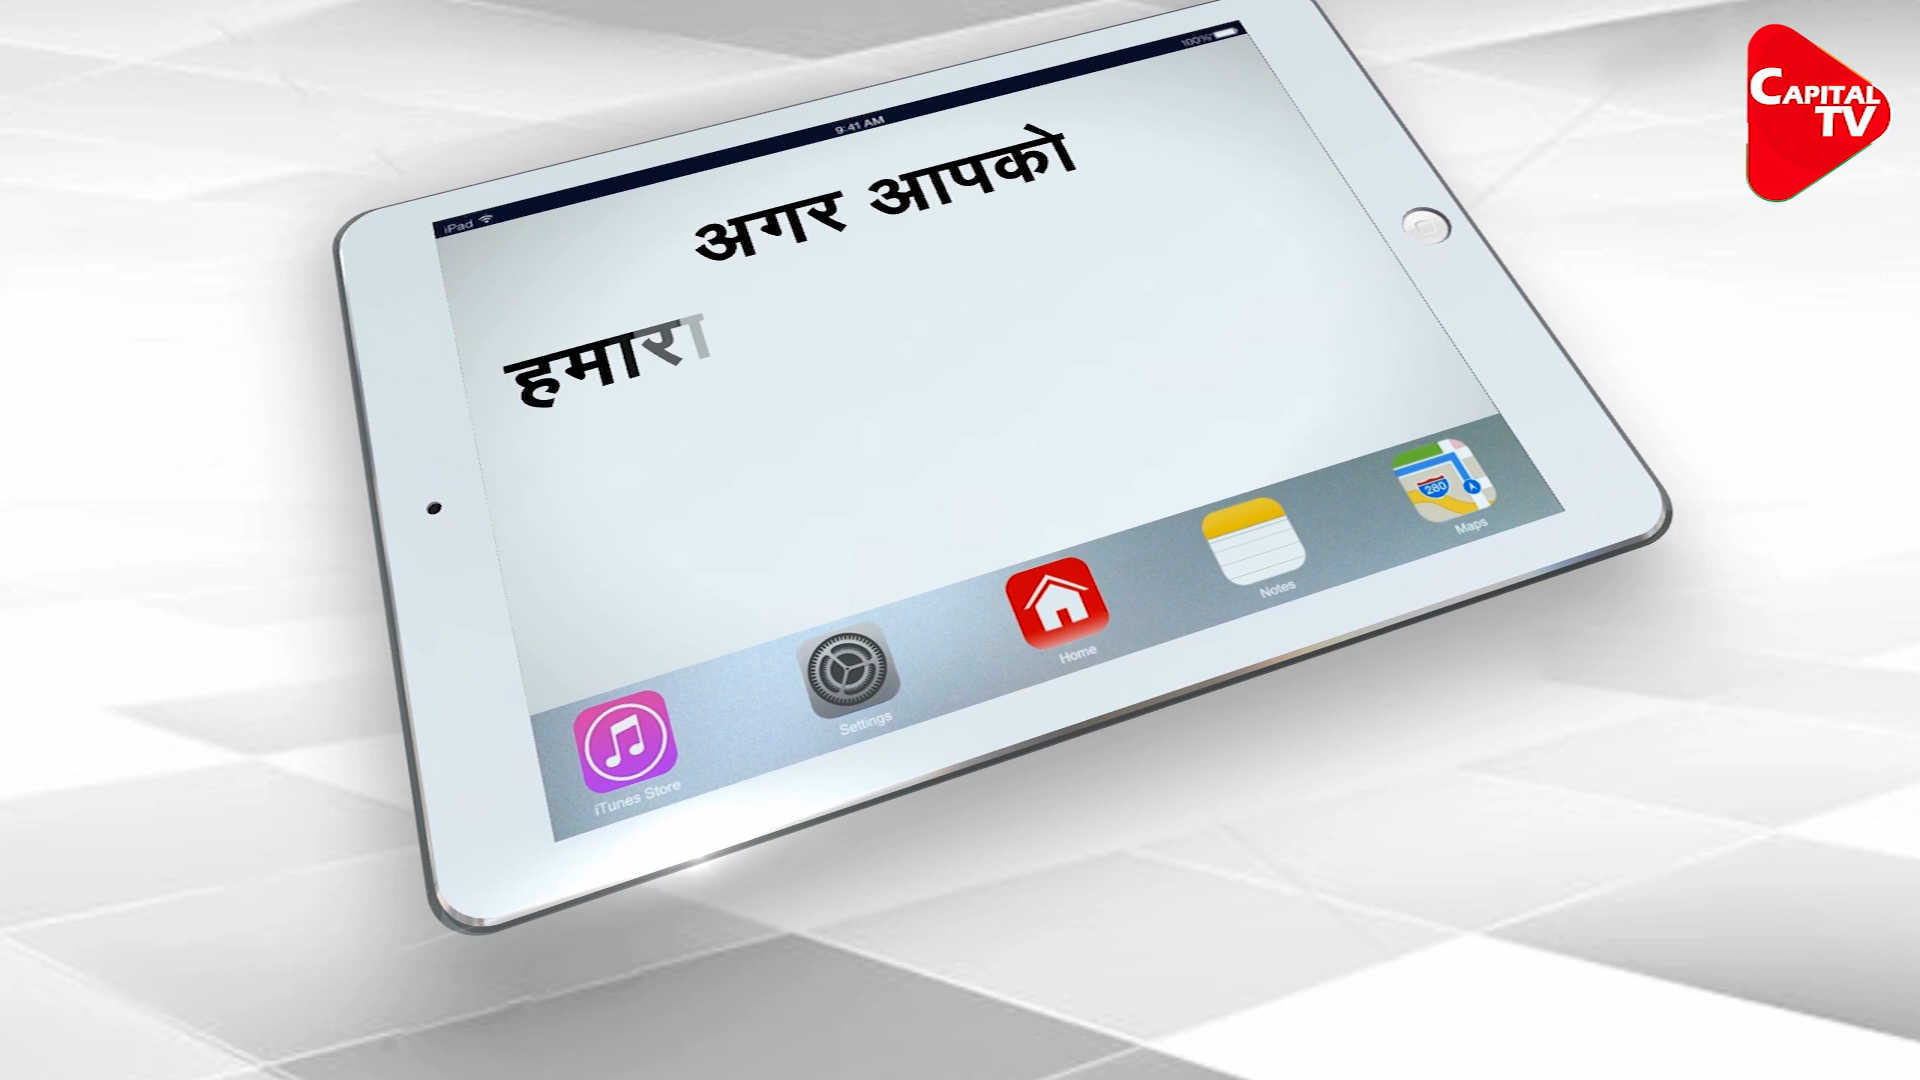 CAPITAL
TV
iPad
9:41 AM
100%
अगर आपको
हमारा
280
iTunes Store
Settings
Home
Notes
Maps